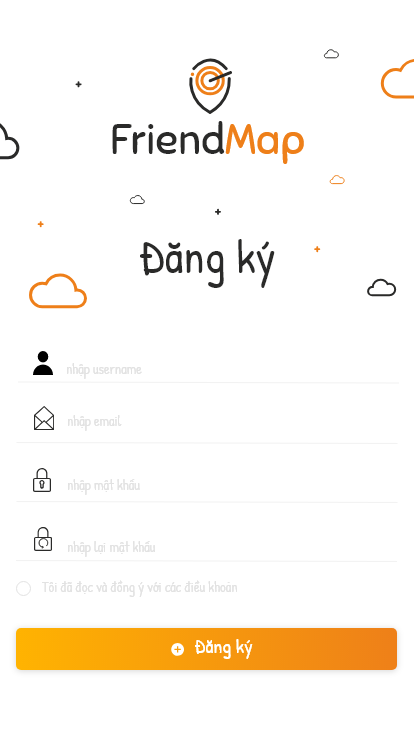 FriendMap
Đăng ký
nhập username
nhập email
nhập mật khẩu
nhập lại mật khẩu
Tôi đã đọc và đồng ý với các điều khoản
Đăng ký